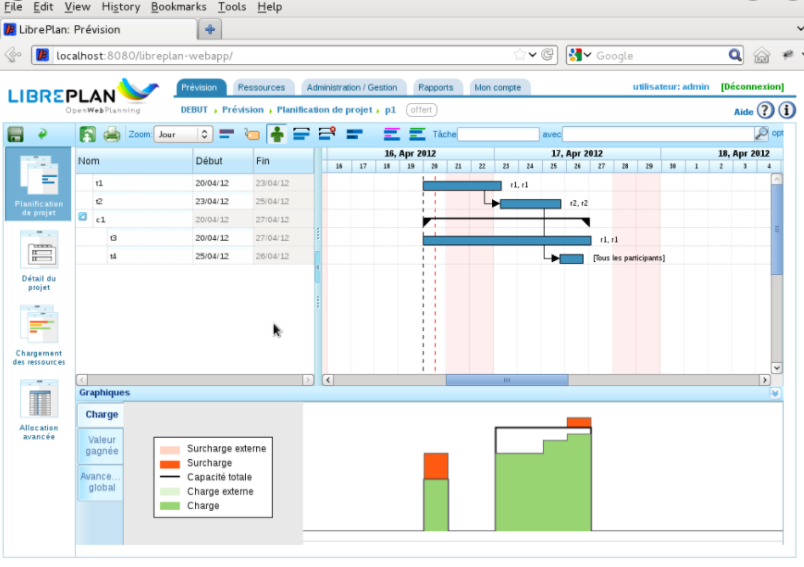 File Edit View History Bookmarks Tools Help
LibrePlan: Prévision
localhost:8080/libreplan-webapp/
Google
LIBREPLAN
OpenWebPlanning
Prévision Ressources Administration / Gestion Rapports Mon compte
utilisateur: admin [Déconnexion]
DEBUT Prévision Planification de projet p1 offert
Aide ? i
Zoom: Jour Tâche avec opt
Planification
de projet
Détail du
projet
Chargement
des ressources
Allocation
avancée
Nom Début Fin
t1 20/04/12 23/04/12
t2 23/04/12 25/04/12
c1 20/04/12 27/04/12
t3 20/04/12 27/04/12
t4 25/04/12 26/04/12
16, Apr 2012 17, Apr 2012 18, Apr 2012
16 17 18 19 20 21 22 23 24 25 26 27 28 29 30 1 2 3 4
r1, r1
r2, r2
r1, r1
[Tous les participants]
Graphiques
Charge
Valeur
gagnée
Avance...
global
Surcharge externe
Surcharge
Capacité totale
Charge externe
Charge